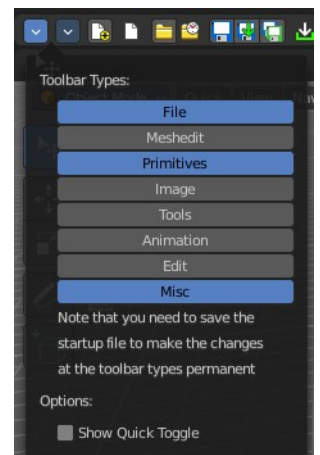 Toolbar Types:
File
Meshedit
Primitives
Image
Tools
Animation
Edit
Misc
Note that you need to save the
startup file to make the changes
at the toolbar types permanent
Options:
Show Quick Toggle